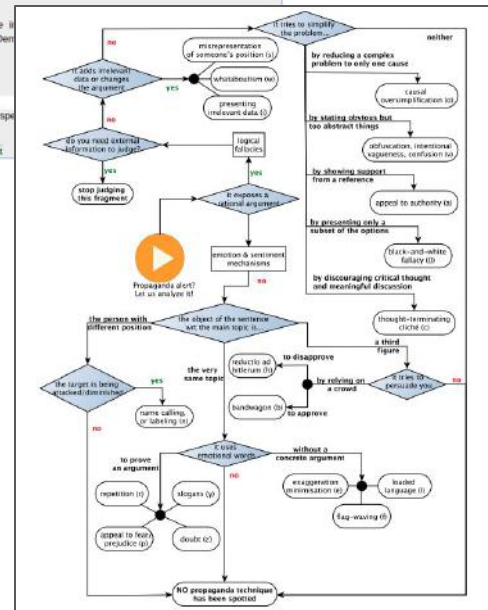 it tries to simplify
the problem...
neither
no
misrepresentation
of someone's position (s)
whataboutism (w)
presenting
irrelevant data (i)
it adds irrelevant
data or changes
the argument
yes
no
do you need external
information to judge?
yes
stop judging
this fragment
logical
fallacies
yes
it exposes a
rational argument
emotion & sentiment
mechanisms
no
Propaganda alert?
Let us analyze it!
by reducing a complex
problem to only one cause
causal
oversimplification (o)
by stating obvious but
too abstract things
obfuscation, intentional
vagueness, confusion (v)
by showing support
from a reference
appeal to authority (a)
by presenting only a
subset of the options
black-and-white
fallacy (j)
by discouraging critical thought
and meaningful discussion
thought-terminating
cliché (c)
the person with
different position
the object of the sentence
wrt the main topic is...
a third
figure
the very
same topic
reductio ad
hitlerum (h)
to disapprove
by relying on
a crowd
it tries to
persuade you
no
bandwagon (b)
to approve
the target is being
attacked/diminished
yes
name calling,
or labeling (n)
no
it uses
emotional words
to prove
an argument
no
without a
concrete argument
repetition (r)
slogans (y)
appeal to fear/
prejudice (p)
doubt (z)
exaggeration
minimisation (e)
loaded
language (l)
flag-waving (f)
NO propaganda technique
has been spotted